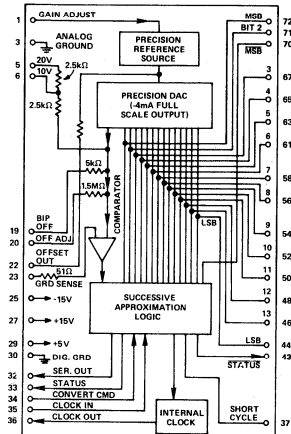 1 GAIN ADJUST
MSB 72
BIT 2 71
MSB 70
3 ANALOG GROUND
PRECISION REFERENCE SOURCE
5 20V
6 10V
2.5kΩ
2.5kΩ
PRECISION DAC (-4mA FULL SCALE OUTPUT)
3 67
4 65
5 63
6 61
7 58
8 56
9 54
10 52
11 50
12 48
13 46
LSB
LSB 44
STATUS 43
5kΩ
1.5MΩ
COMPARATOR
19 BIP OFF
20 OFF ADJ
22 OFFSET OUT
23 51Ω
GRD SENSE
25 -15V
27 +15V
29 +5V
30 DIG. GRD
SUCCESSIVE APPROXIMATION LOGIC
32 SER. OUT
33 STATUS
34 CONVERT CMD
35 CLOCK IN
36 CLOCK OUT
INTERNAL CLOCK
SHORT CYCLE 37